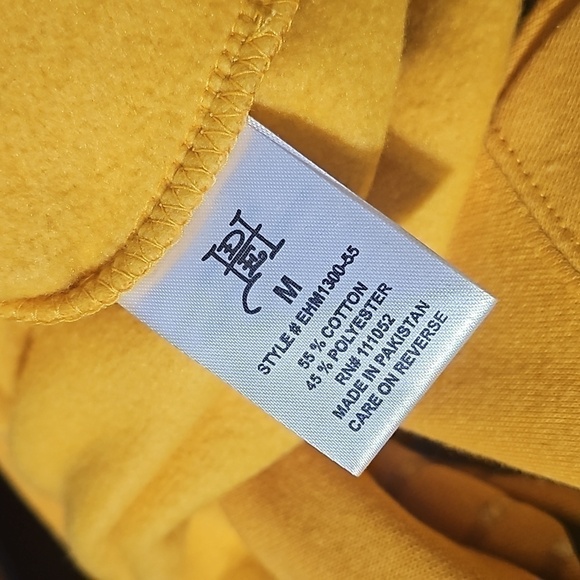 M
STYLE # EHM1300-55
55 % COTTON
45 % POLYESTER
RN# 111052
MADE IN PAKISTAN
CARE ON REVERSE